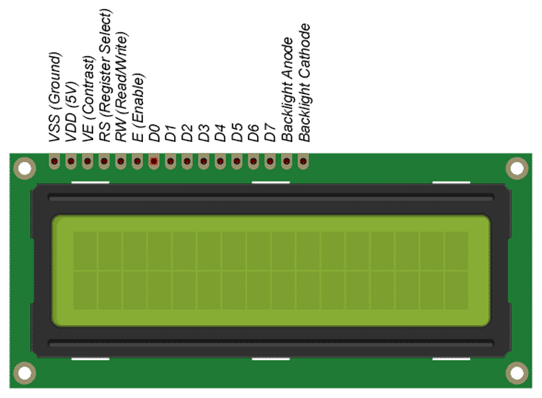 VSS (Ground)
VDD (5V)
VE (Contrast)
RS (Register Select)
RW (Read/Write)
E (Enable)
D0
D1
D2
D3
D4
D5
D6
D7
Backlight Anode
Backlight Cathode